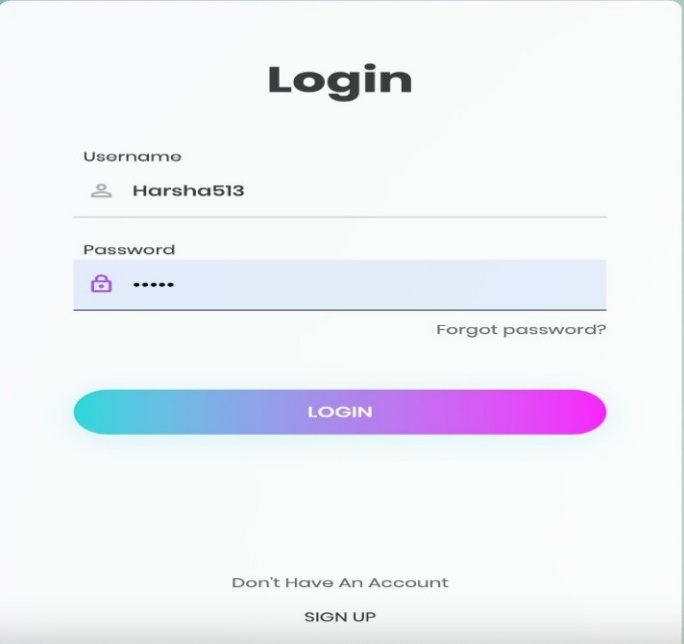 Login
Username
Harsha513
Password
•••••
Forgot password?
LOGIN
Don't Have An Account
SIGN UP